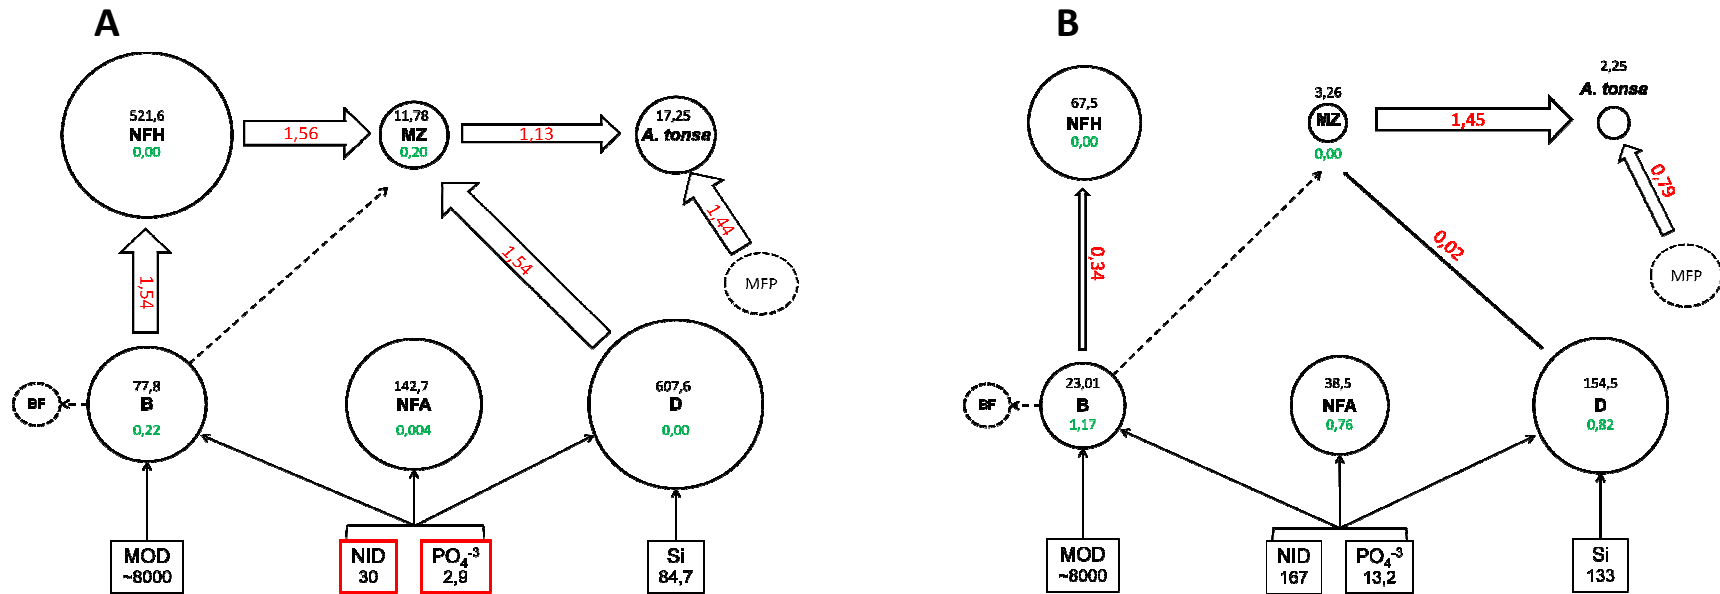 A
521,6
NFH
0,00
1,56
11,78
MZ
0,20
1,13
17,25
A. tonsa
1,44
MFP
1,54
1,54
BF
77,8
B
0,22
142,7
NFA
0,004
607,6
D
0,00
MOD
~8000
NID
30
PO4-3
2,9
Si
84,7
B
67,5
NFH
0,00
3,26
MZ
0,00
1,45
2,25
A. tonsa
0,79
MFP
0,34
0,02
BF
23,01
B
1,17
38,5
NFA
0,76
154,5
D
0,82
MOD
~8000
NID
167
PO4-3
13,2
Si
133